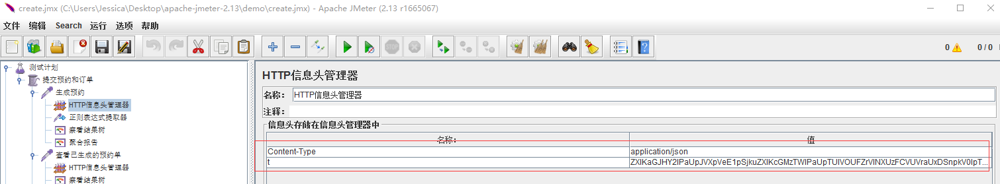 create.jmx (C:\Users\Jessica\Desktop\apache-jmeter-2.13\demo\create.jmx) - Apache JMeter (2.13 r1665067)
文件 编辑 Search 运行 选项 帮助
0 0 / 0
测试计划
提交预约和订单
生成预约
HTTP信息头管理器
正则表达式提取器
察看结果树
聚合报告
查看已生成的预约单
HTTP信息头管理器
察看结果树
HTTP信息头管理器
名称： HTTP信息头管理器
注释：
信息头存储在信息头管理器中
名称： 值
Content-Type application/json
t